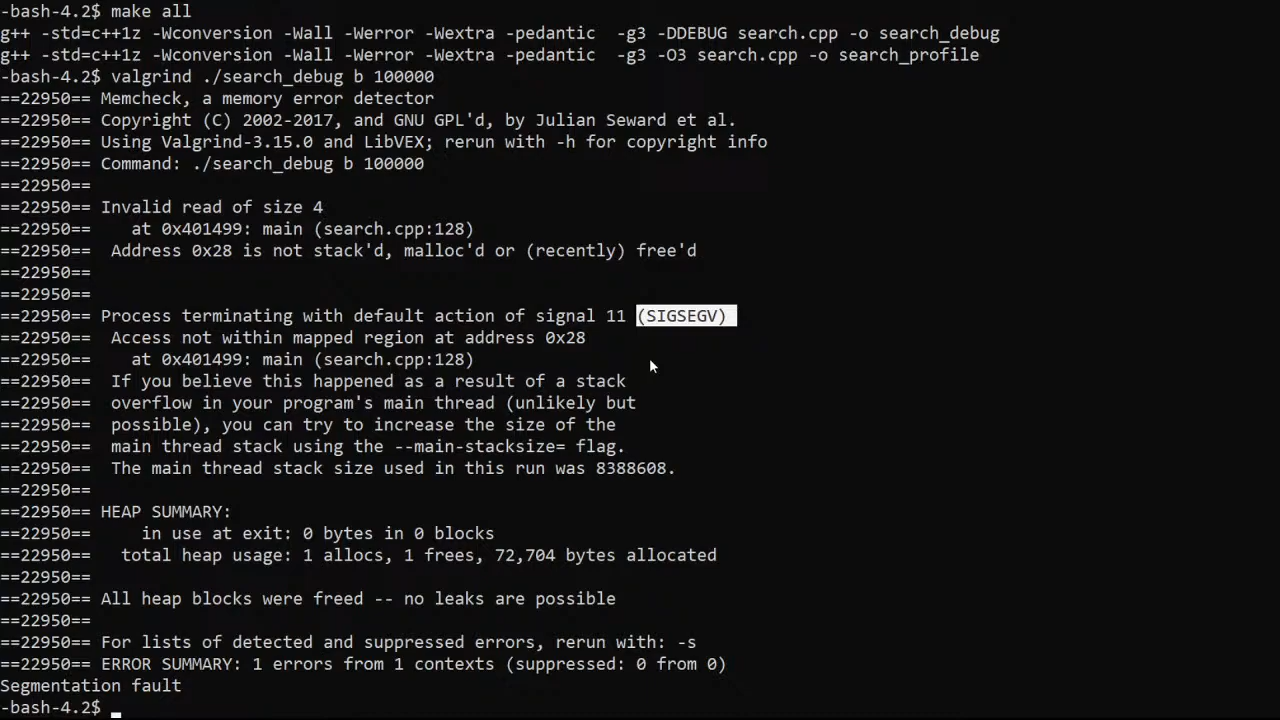 -bash-4.2$ make all
g++ -std=c++1z -Wconversion -Wall -Werror -Wextra -pedantic  -g3 -DDEBUG search.cpp -o search_debug
g++ -std=c++1z -Wconversion -Wall -Werror -Wextra -pedantic  -g3 -O3 search.cpp -o search_profile
-bash-4.2$ valgrind ./search_debug b 100000
==22950== Memcheck, a memory error detector
==22950== Copyright (C) 2002-2017, and GNU GPL'd, by Julian Seward et al.
==22950== Using Valgrind-3.15.0 and LibVEX; rerun with -h for copyright info
==22950== Command: ./search_debug b 100000
==22950==
==22950== Invalid read of size 4
==22950==    at 0x401499: main (search.cpp:128)
==22950==  Address 0x28 is not stack'd, malloc'd or (recently) free'd
==22950==
==22950==
==22950== Process terminating with default action of signal 11 (SIGSEGV)
==22950==  Access not within mapped region at address 0x28
==22950==    at 0x401499: main (search.cpp:128)
==22950==  If you believe this happened as a result of a stack
==22950==  overflow in your program's main thread (unlikely but
==22950==  possible), you can try to increase the size of the
==22950==  main thread stack using the --main-stacksize= flag.
==22950==  The main thread stack size used in this run was 8388608.
==22950==
==22950== HEAP SUMMARY:
==22950==     in use at exit: 0 bytes in 0 blocks
==22950==   total heap usage: 1 allocs, 1 frees, 72,704 bytes allocated
==22950==
==22950== All heap blocks were freed -- no leaks are possible
==22950==
==22950== For lists of detected and suppressed errors, rerun with: -s
==22950== ERROR SUMMARY: 1 errors from 1 contexts (suppressed: 0 from 0)
Segmentation fault
-bash-4.2$